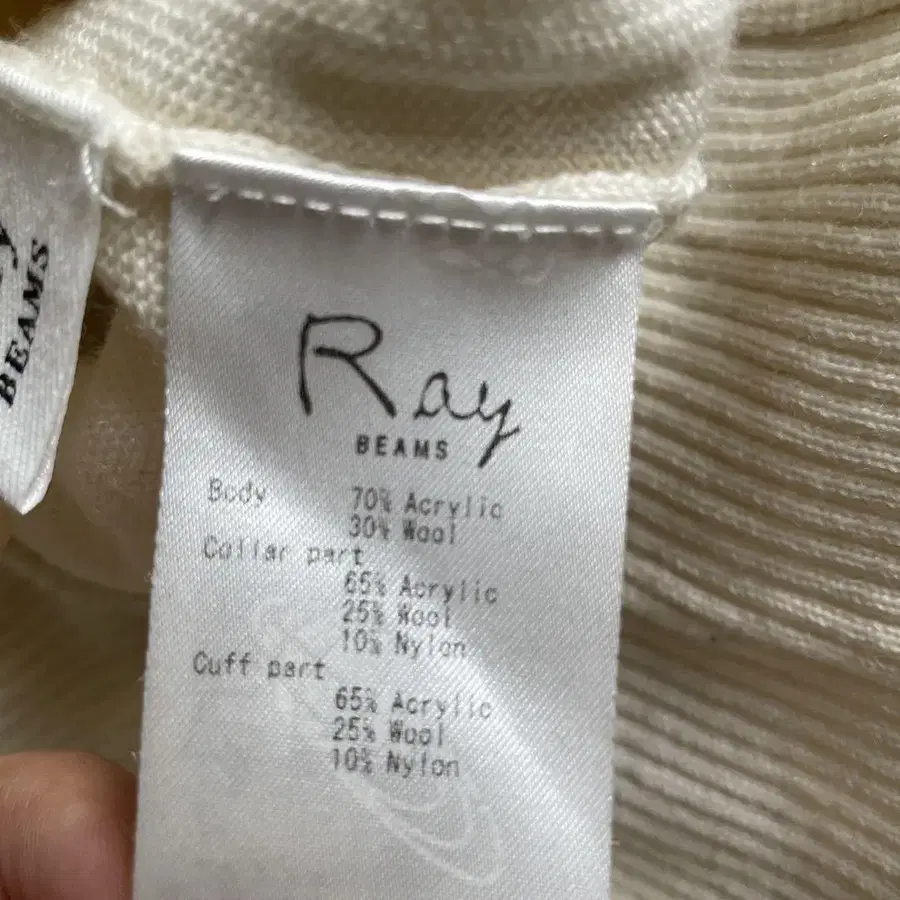 y
BEAMS
Ray
BEAMS
Body 70% Acrylic
30% Wool
Collar part
65% Acrylic
25% Wool
10% Nylon
Cuff part
65% Acrylic
25% Wool
10% Nylon